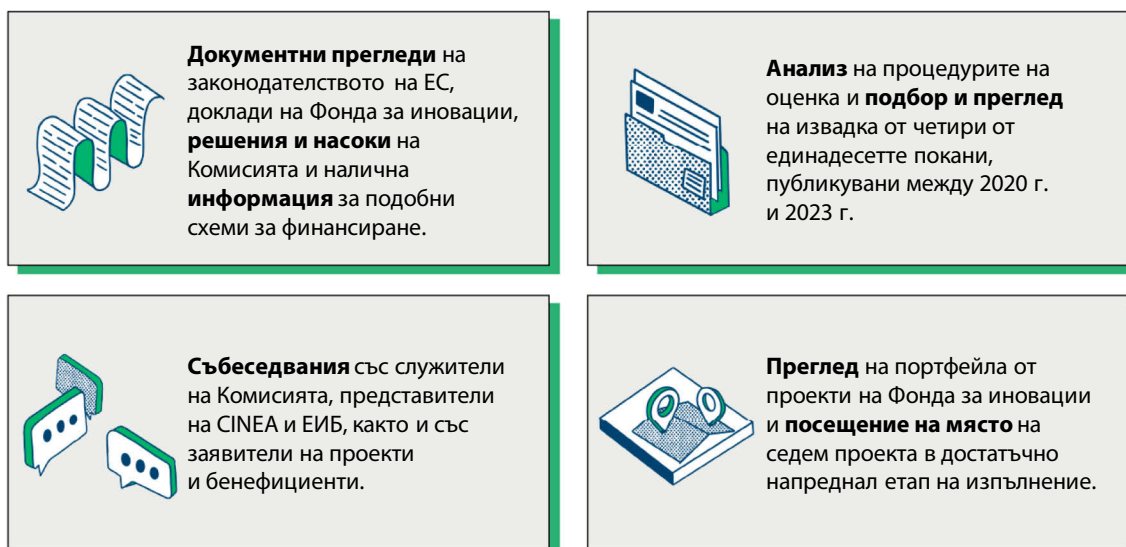 Документни прегледи на
законодателството на ЕС,
доклади на Фонда за иновации,
решения и насоки на
Комисията и налична
информация за подобни
схеми за финансиране.
Анализ на процедурите на
оценка и подбор и преглед
на извадка от четири от
единадесетте покани,
публикувани между 2020 г.
и 2023 г.
Събеседвания със служители
на Комисията, представители
на CINEA и ЕИБ, както и със
заявители на проекти
и бенефициенти.
Преглед на портфейла от
проекти на Фонда за иновации
и посещение на място на
седем проекта в достатъчно
напреднал етап на изпълнение.